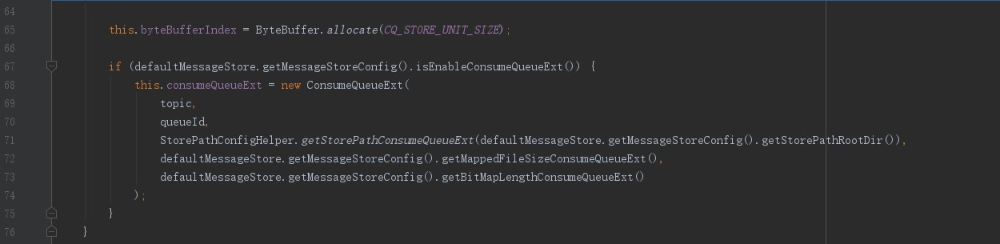 64
65 this.byteBufferIndex = ByteBuffer.allocate(CQ_STORE_UNIT_SIZE);
66
67 if (defaultMessageStore.getMessageStoreConfig().isEnableConsumeQueueExt()) {
68 this.consumeQueueExt = new ConsumeQueueExt(
69 topic,
70 queueId,
71 StorePathConfigHelper.getStorePathConsumeQueueExt(defaultMessageStore.getMessageStoreConfig().getStorePathRootDir()),
72 defaultMessageStore.getMessageStoreConfig().getMappedFileSizeConsumeQueueExt(),
73 defaultMessageStore.getMessageStoreConfig().getBitMapLengthConsumeQueueExt()
74 );
75 }
76 }